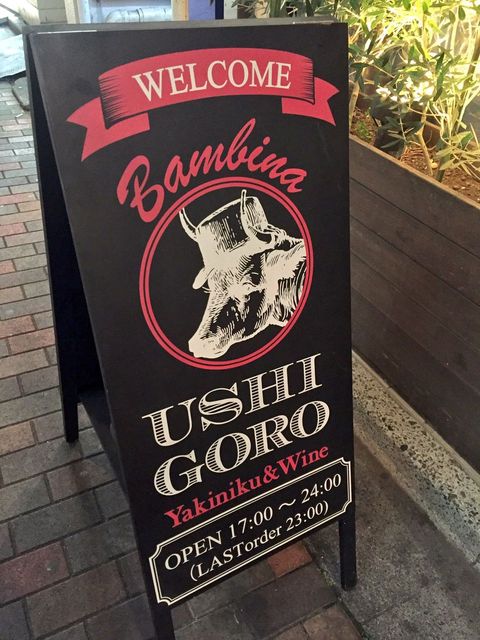 WELCOME
Bambina
USHI
GORO
Yakiniku&Wine
OPEN 17:00 ~ 24:00
(LASTorder 23:00)